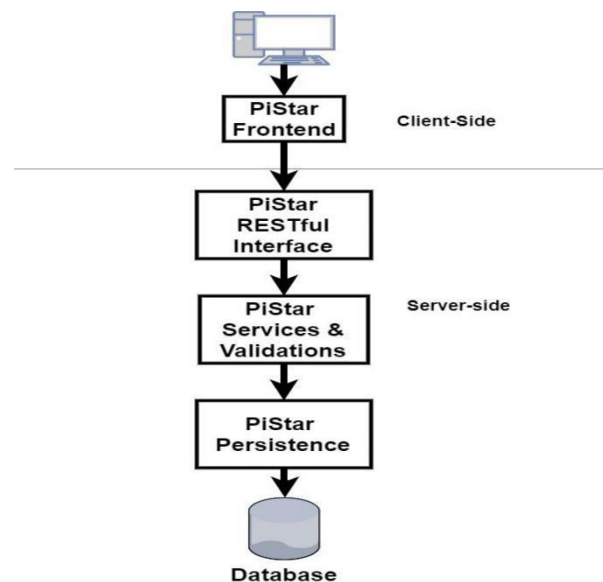 PiStar
Frontend
Client-Side
PiStar
RESTful
Interface
PiStar
Services &
Validations
Server-side
PiStar
Persistence
Database